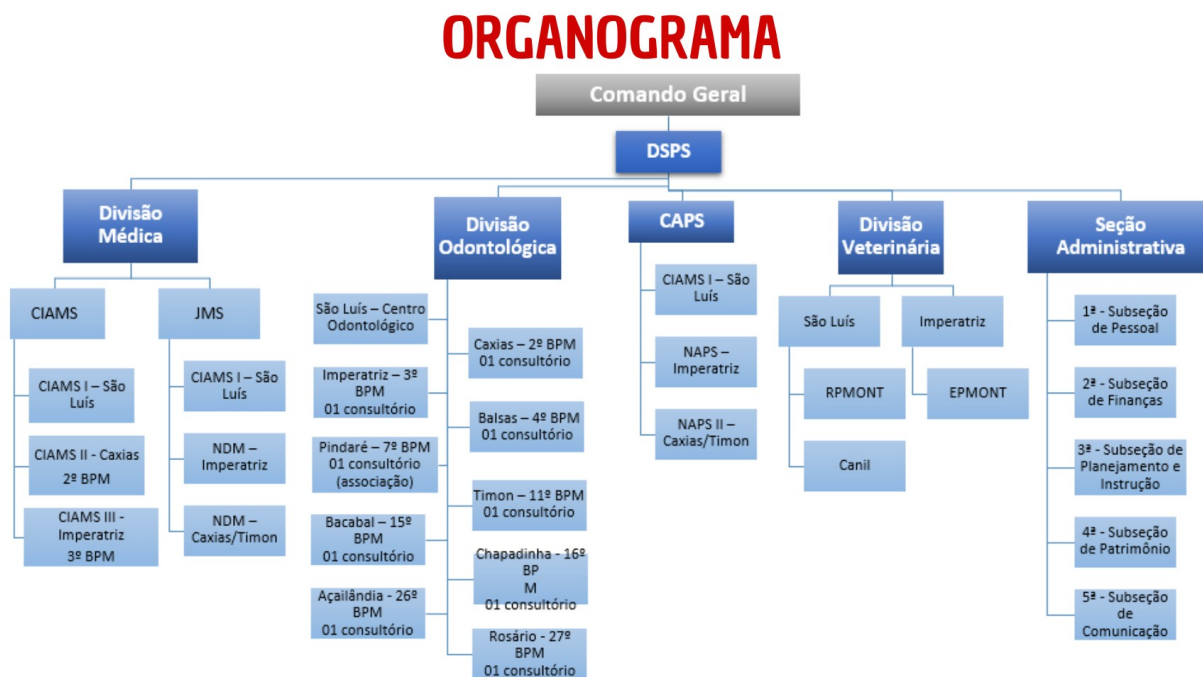 ORGANOGRAMA
Comando Geral
DSPS
Divisão
Médica
CIAMS
CIAMS I – São
Luís
CIAMS II - Caxias
2º BPM
CIAMS III -
Imperatriz
3º BPM
JMS
CIAMS I – São
Luís
NDM –
Imperatriz
NDM –
Caxias/Timon
Divisão
Odontológica
São Luís – Centro
Odontológico
Caxias – 2º BPM
01 consultório
Imperatriz – 3º
BPM
01 consultório
Balsas – 4º BPM
01 consultório
Pindaré – 7º BPM
01 consultório
(associação)
Timon – 11º BPM
01 consultório
Bacabal – 15º
BPM
01 consultório
Chapadinha - 16º
BP
M
01 consultório
Açailândia - 26º
BPM
01 consultório
Rosário - 27º
BPM
01 consultório
CAPS
CIAMS I – São
Luís
NAPS –
Imperatriz
NAPS II –
Caxias/Timon
Divisão
Veterinária
São Luís
RPMONT
Canil
Imperatriz
EPMONT
Seção
Administrativa
1ª - Subseção
de Pessoal
2ª - Subseção
de Finanças
3ª - Subseção de
Planejamento e
Instrução
4ª - Subseção
de Patrimônio
5ª - Subseção
de
Comunicação